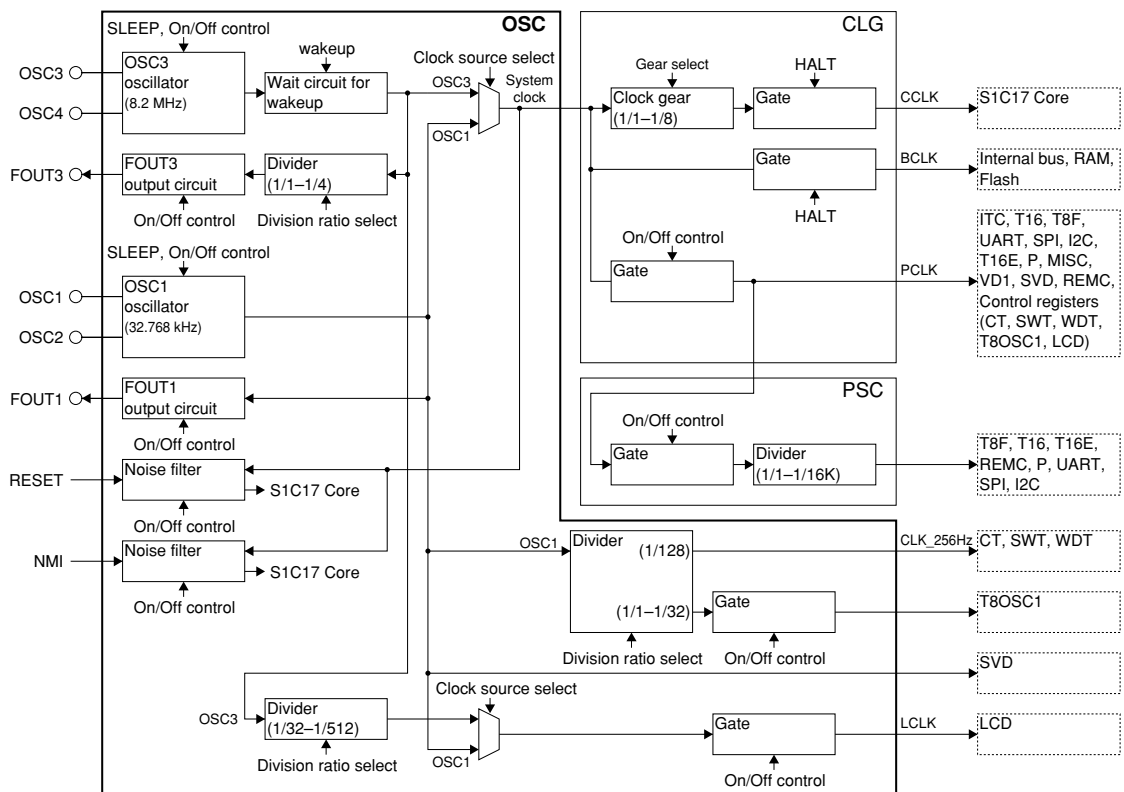 OSC
SLEEP, On/Off control
OSC3
OSC4
OSC3
oscillator
(8.2 MHz)
wakeup
Wait circuit for
wakeup
Clock source select
OSC3
OSC1
System
clock
FOUT3
FOUT3
output circuit
On/Off control
Divider
(1/1–1/4)
Division ratio select
SLEEP, On/Off control
OSC1
OSC2
OSC1
oscillator
(32.768 kHz)
FOUT1
FOUT1
output circuit
On/Off control
RESET
Noise filter
S1C17 Core
On/Off control
NMI
Noise filter
S1C17 Core
On/Off control
OSC3
Divider
(1/32–1/512)
Division ratio select
Clock source select
OSC1
CLG
Gear select
Clock gear
(1/1–1/8)
HALT
Gate
CCLK
S1C17 Core
Gate
HALT
BCLK
Internal bus, RAM,
Flash
On/Off control
Gate
PCLK
ITC, T16, T8F,
UART, SPI, I2C,
T16E, P, MISC,
VD1, SVD, REMC,
Control registers
(CT, SWT, WDT,
T8OSC1, LCD)
PSC
On/Off control
Gate
Divider
(1/1–1/16K)
T8F, T16, T16E,
REMC, P, UART,
SPI, I2C
OSC1
Divider
(1/128)
(1/1–1/32)
Division ratio select
CLK_256Hz
CT, SWT, WDT
Gate
On/Off control
T8OSC1
SVD
Gate
On/Off control
LCLK
LCD